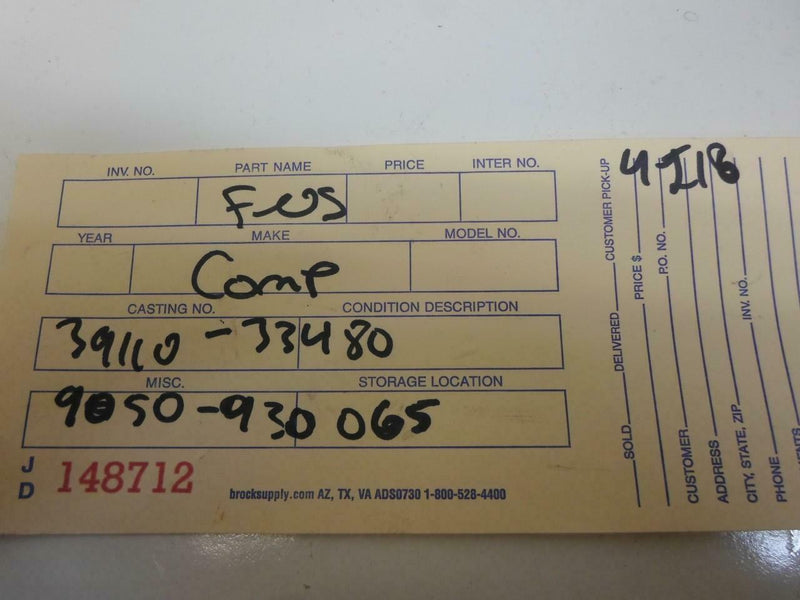 INV. NO. PART NAME PRICE INTER NO.
YEAR MAKE MODEL NO.
Comp
CASTING NO. CONDITION DESCRIPTION
39110-33480
MISC. STORAGE LOCATION
9050-930065
J
D
148712
brocksupply.com AZ, TX, VA ADS0730 1-800-528-4400
SOLD DELIVERED CUSTOMER PICK-UP
PRICE $
P.O. NO.
CUSTOMER
ADDRESS
CITY, STATE, ZIP INV. NO.
PHONE